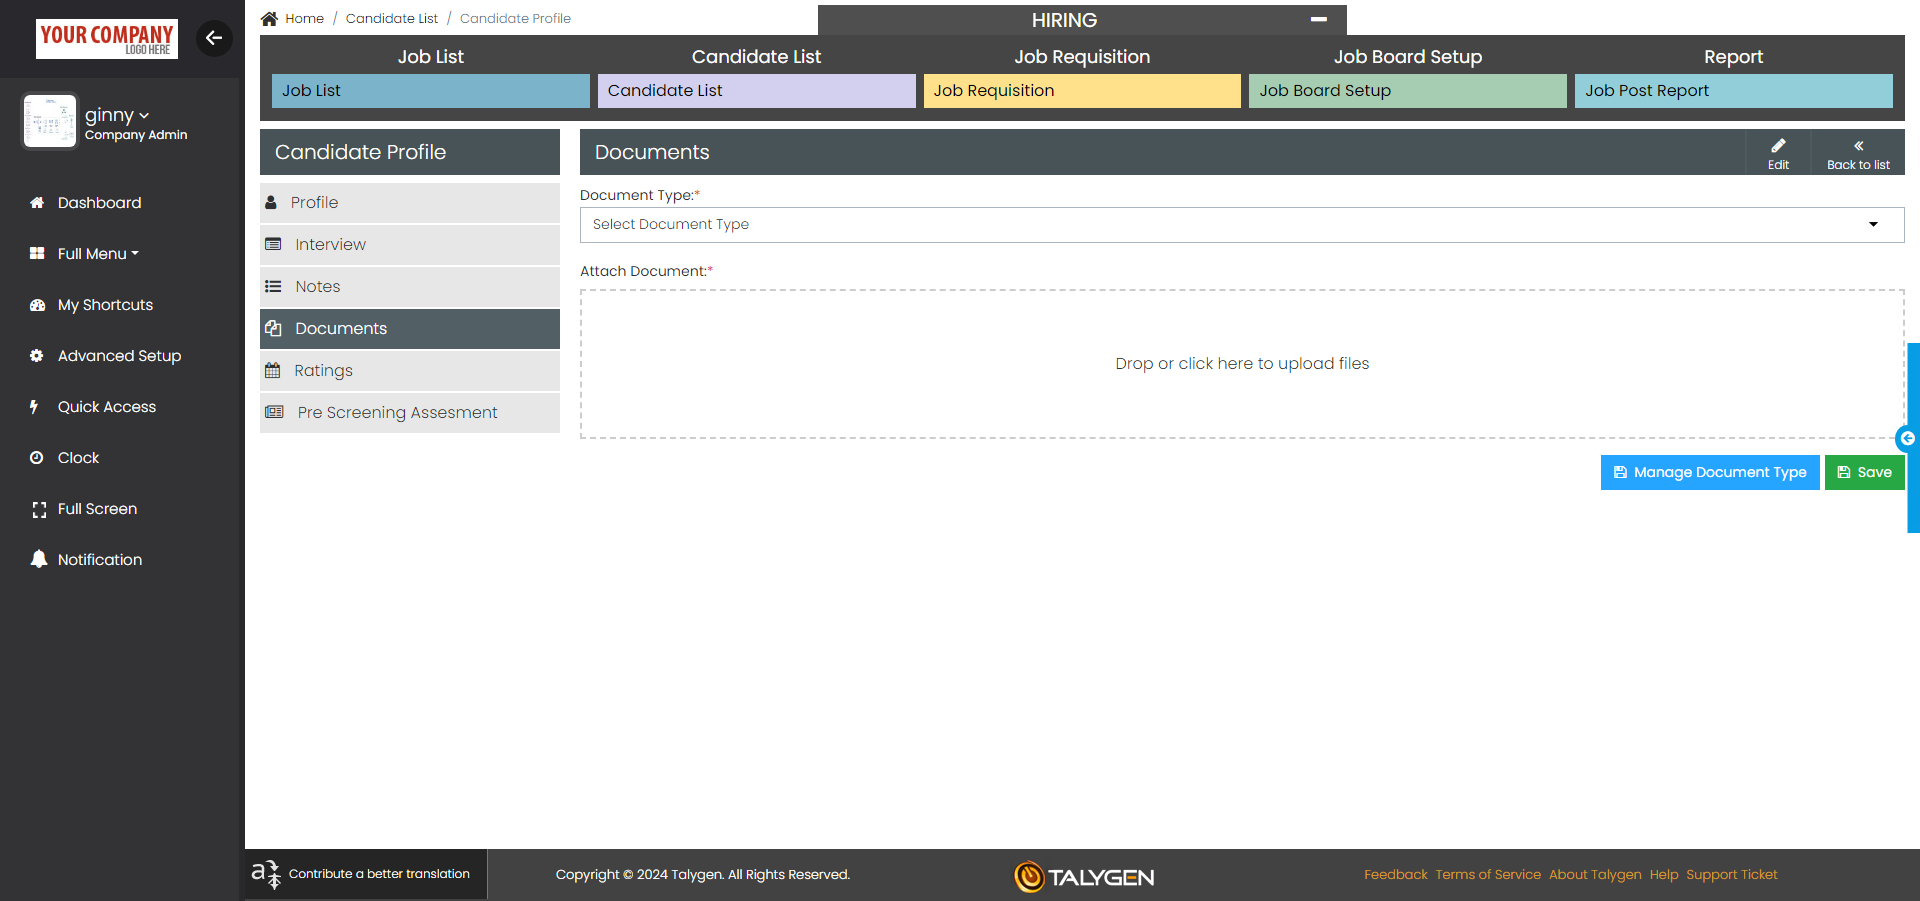 YOUR COMPANY
LOGO HERE
ginny
Company Admin
Dashboard
Full Menu
My Shortcuts
Advanced Setup
Quick Access
Clock
Full Screen
Notification
Home / Candidate List / Candidate Profile
HIRING
Job List
Candidate List
Job Requisition
Job Board Setup
Report
Job List
Candidate List
Job Requisition
Job Board Setup
Job Post Report
Candidate Profile
Profile
Interview
Notes
Documents
Ratings
Pre Screening Assesment
Documents
Edit
Back to list
Document Type:*
Select Document Type
Attach Document:*
Drop or click here to upload files
Manage Document Type
Save
Contribute a better translation
Copyright © 2024 Talygen. All Rights Reserved.
TALYGEN
Feedback Terms of Service About Talygen Help Support Ticket